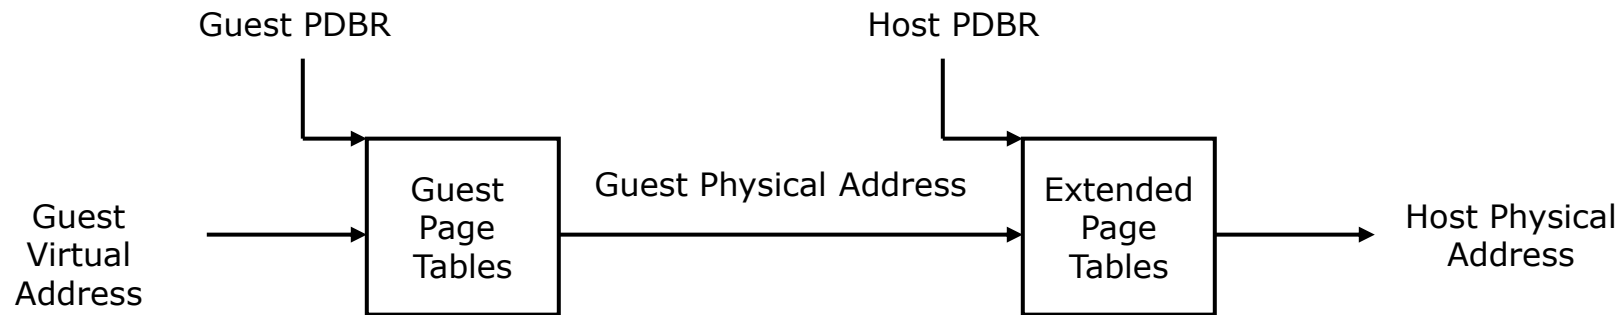 Guest PDBR
Host PDBR
Guest
Virtual
Address
Guest
Page
Tables
Guest Physical Address
Extended
Page
Tables
Host Physical
Address